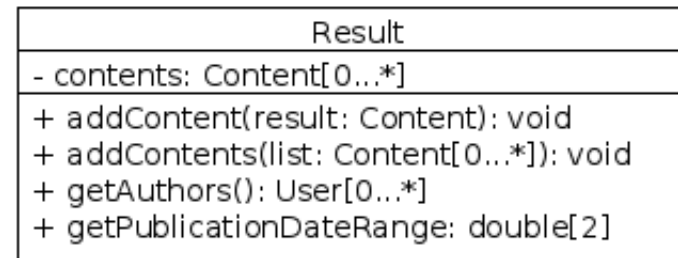 Result
- contents: Content[0...*]
+ addContent(result: Content): void
+ addContents(list: Content[0...*]): void
+ getAuthors(): User[0...*]
+ getPublicationDateRange: double[2]